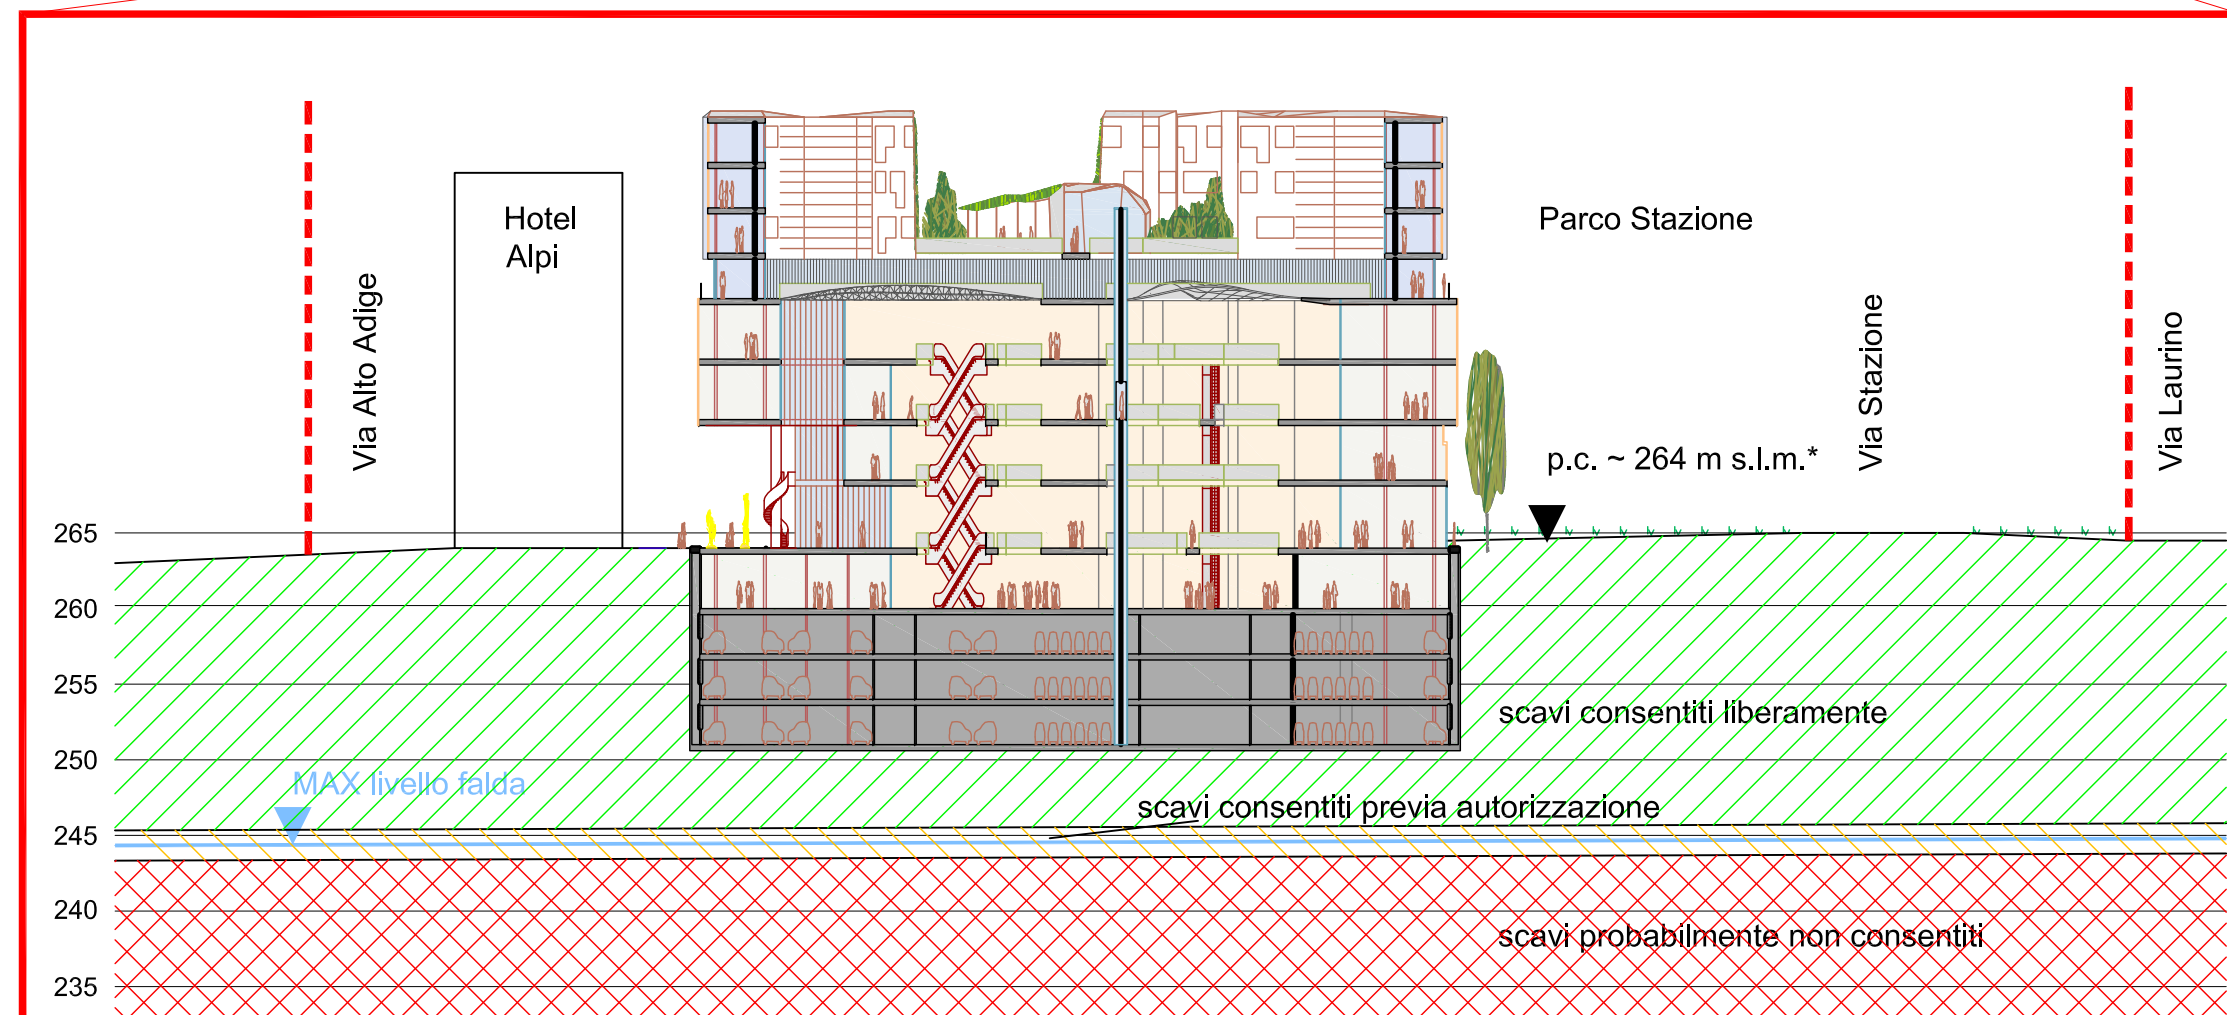 Hotel
Alpi
Parco Stazione
Via Alto Adige
Via Stazione
Via Laurino
p.c. ~ 264 m s.l.m.*
265
260
255
scavi consentiti liberamente
250
MAX livello falda
scavi consentiti previa autorizzazione
245
240
scavi probabilmente non consentiti
235